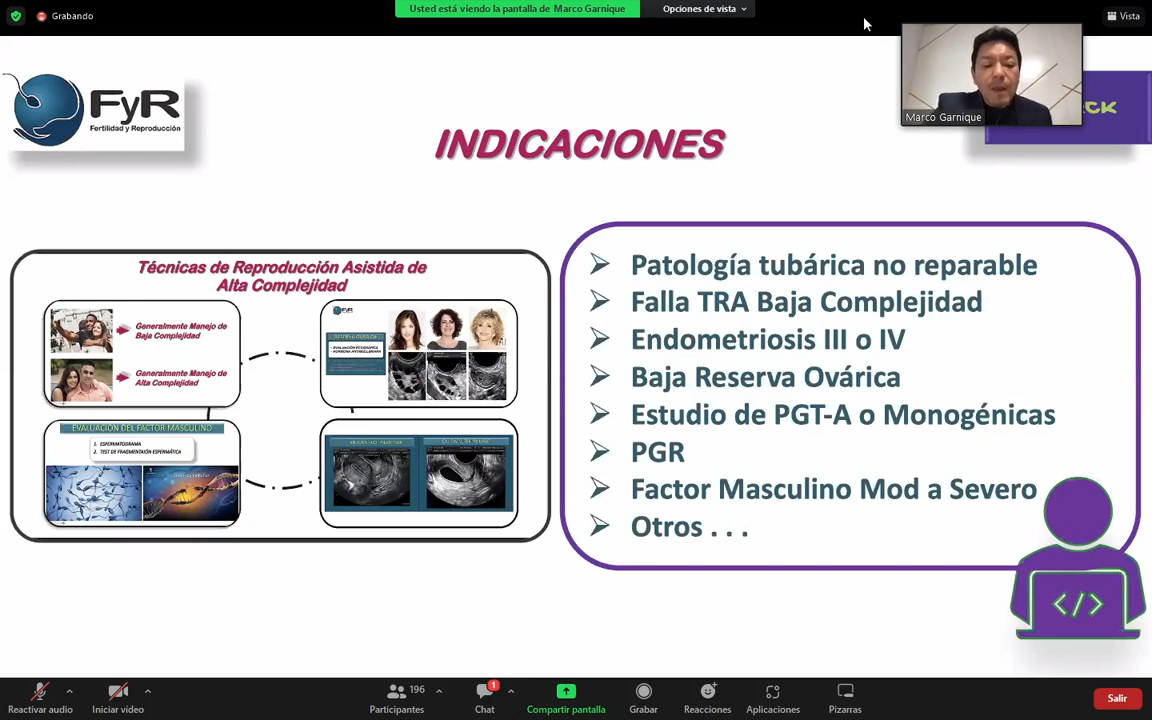 Grabando
Usted está viendo la pantalla de Marco Garnique
Opciones de vista
Vista
FyR
Fertilidad y Reproducción
Marco Garnique
CK
INDICACIONES
Técnicas de Reproducción Asistida de
Alta Complejidad
Generalmente Manejo de
Baja Complejidad
Generalmente Manejo de
Alta Complejidad
FyR
EVALUACION DEL FACTOR MASCULINO
1. ESPERMATOGRAMA
2. TEST DE FRAGMENTAIÓN ESPERMÁTICA
Patología tubárica no reparable
Falla TRA Baja Complejidad
Endometriosis III o IV
Baja Reserva Ovárica
Estudio de PGT-A o Monogénicas
PGR
Factor Masculino Mod a Severo
Otros . . .
</>
Reactivar audio
Iniciar video
196
Participantes
1
Chat
Compartir pantalla
Grabar
Reacciones
Aplicaciones
Pizarras
Salir